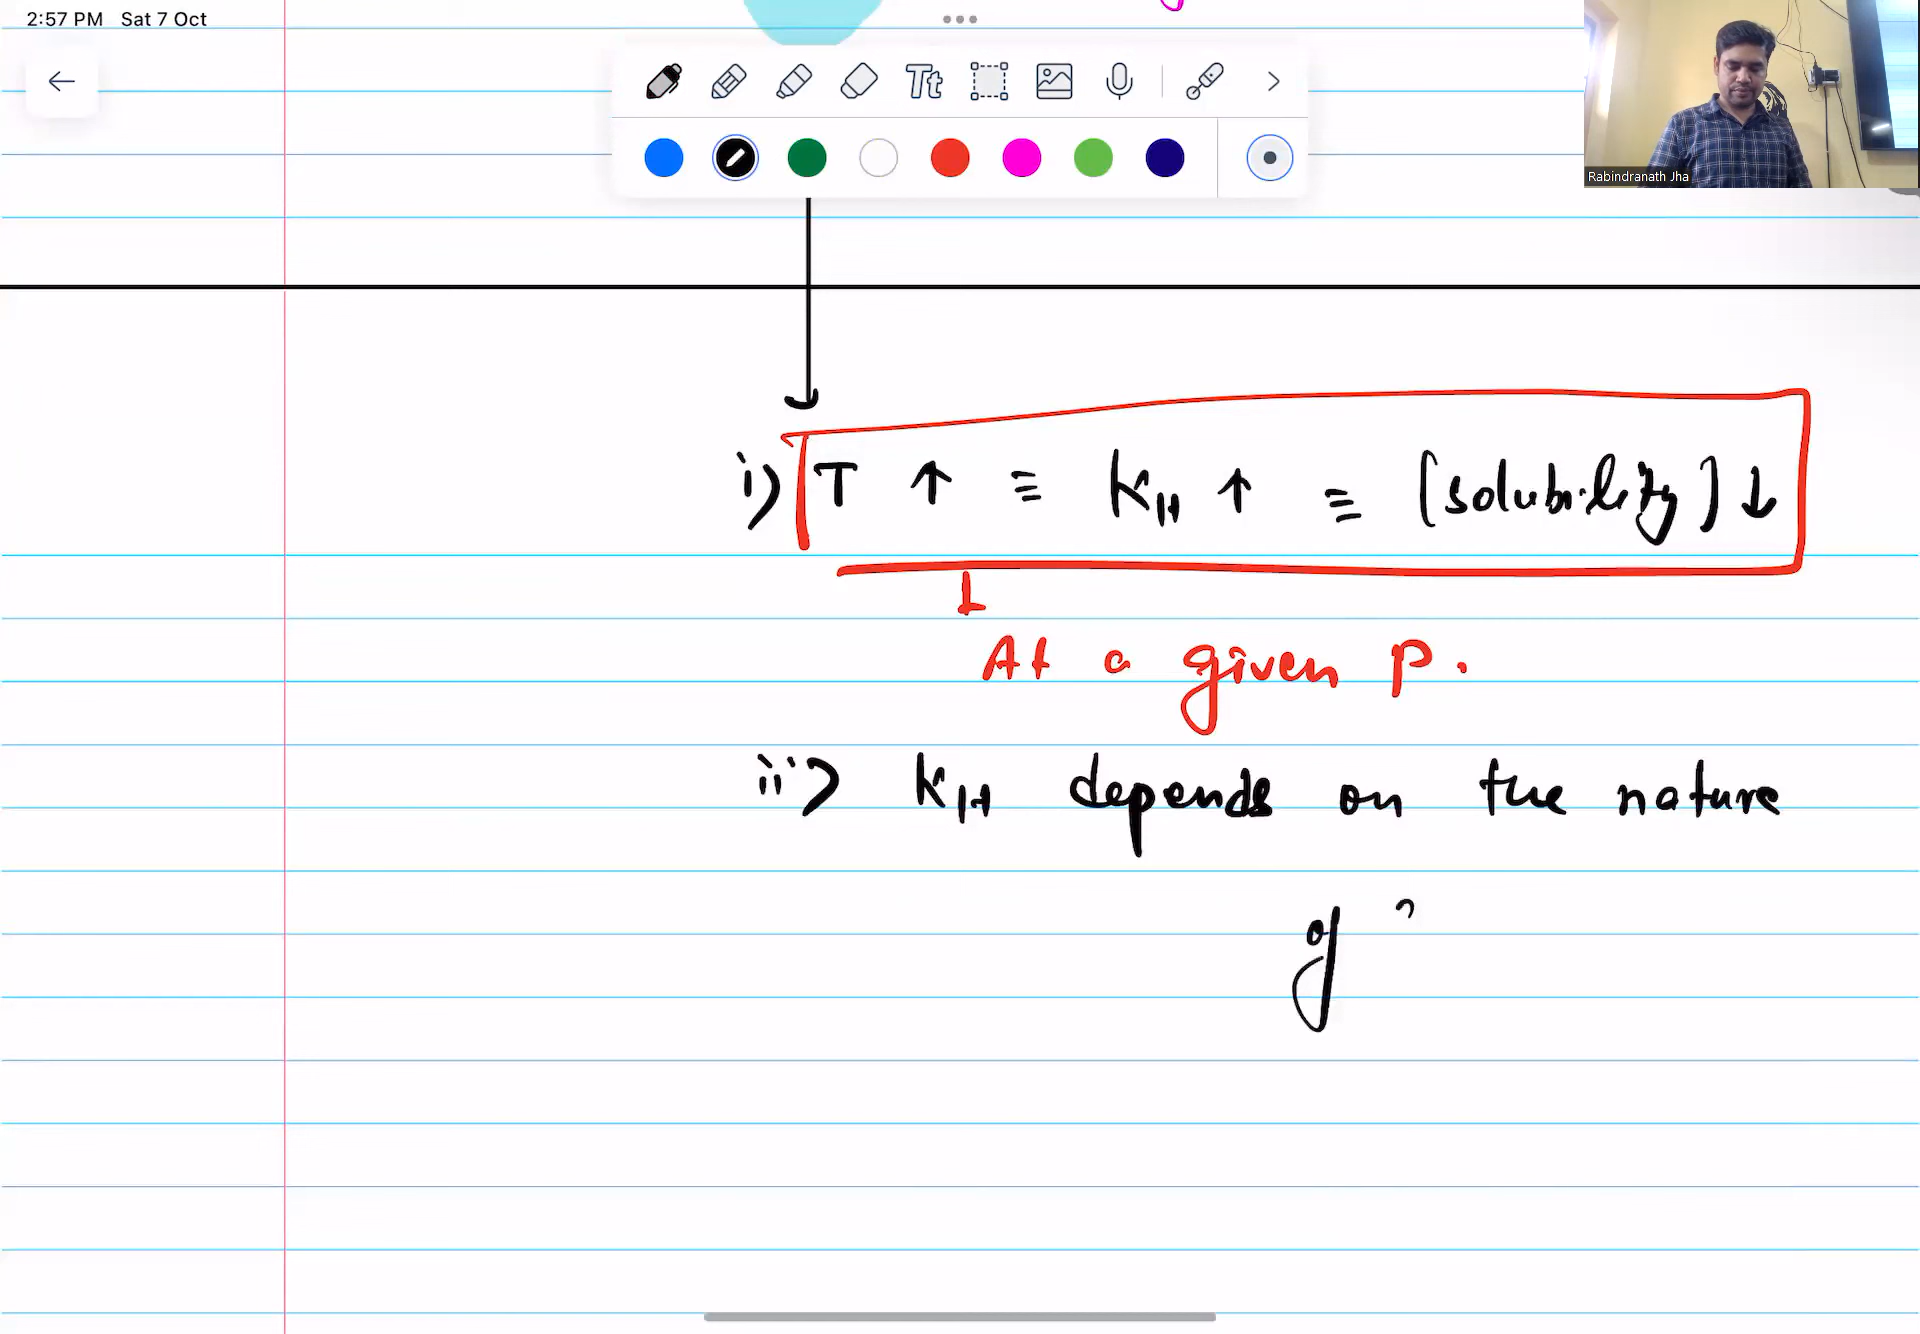 2:57 PM Sat 7 Oct
Tt
Rabindranath Jha
i) T ↑ ≡ KH ↑ ≡ [solubility] ↓
At a given P.
ii) KH depends on the nature
of